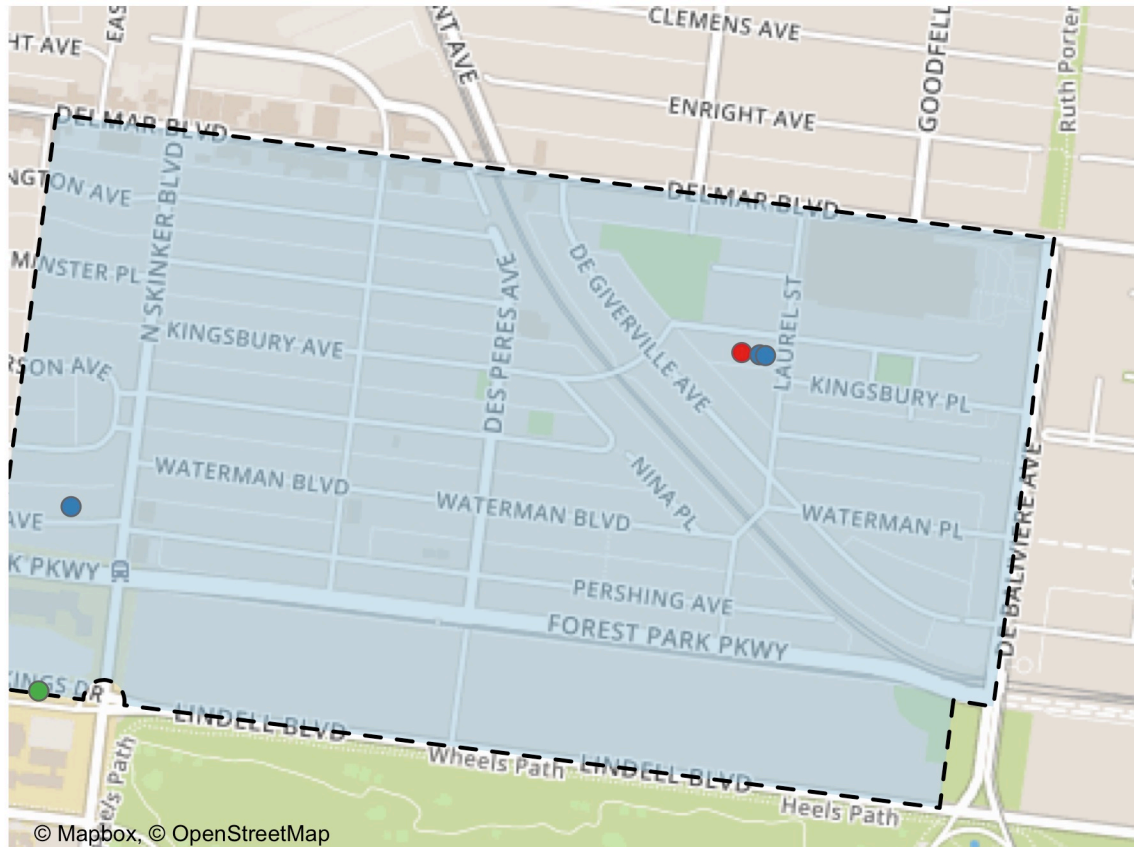 CLEMENS AVE
EAS
HT AVE
NT AVE
GOODFELL
Ruth Porter
ENRIGHT AVE
DELMAR BLVD
DELMAR BLVD
NGTON AVE
N SKINKER BLVD
MINSTER PL
DES PERES AVE
DE GIVERVILLE AVE
LAUREL ST
KINGSBURY AVE
RSON AVE
KINGSBURY PL
WATERMAN BLVD
WATERMAN BLVD
NINA PL
WATERMAN PL
AVE
K PKWY
DE BALIVIERE AVE
PERSHING AVE
FOREST PARK PKWY
KINGS DR
LINDELL BLVD
Wheels Path
LINDELL BLVD
Heels Path
els Path
© Mapbox, © OpenStreetMap